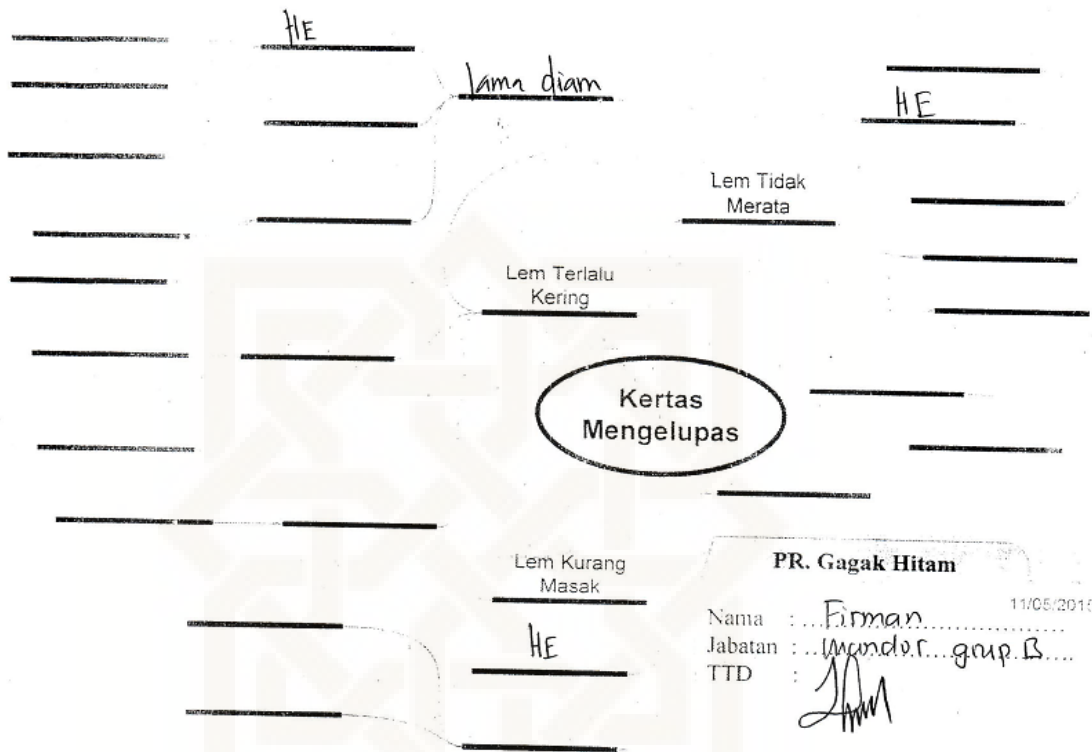 HE
lama diam
HE
Lem Tidak
Merata
Lem Terlalu
Kering
Kertas
Mengelupas
Lem Kurang
Masak
HE
PR. Gagak Hitam
11/05/2015
Nama : Firman
Jabatan : mandor grup B
TTD :